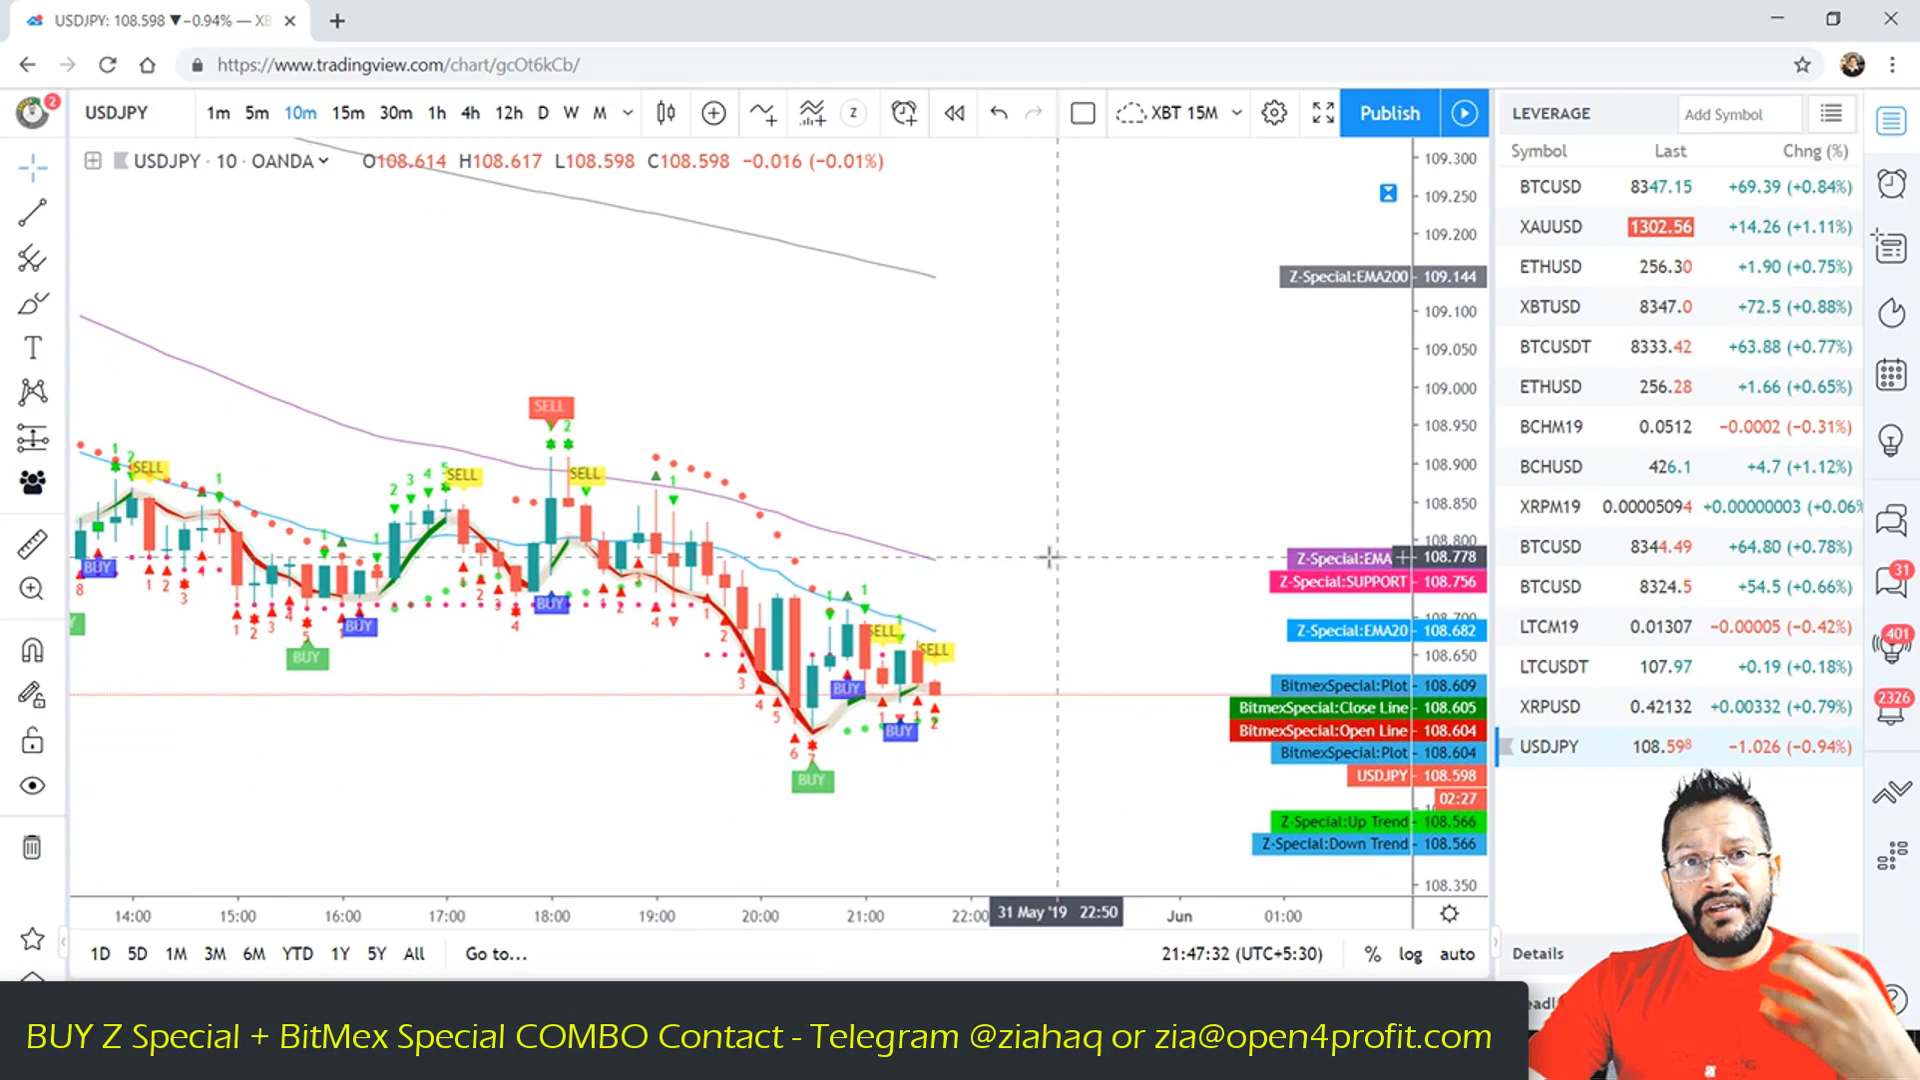 USDJPY: 108.598 ▼−0.94% — XB
https://www.tradingview.com/chart/gcOt6kCb/
2
USDJPY 1m 5m 10m 15m 30m 1h 4h 12h D W M Z XBT 15M Publish
USDJPY · 10 · OANDA O108.614 H108.617 L108.598 C108.598 −0.016 (−0.01%)
LEVERAGE Add Symbol
Symbol Last Chng (%)
BTCUSD 8347.15 +69.39 (+0.84%)
XAUUSD 1302.56 +14.26 (+1.11%)
ETHUSD 256.30 +1.90 (+0.75%)
XBTUSD 8347.0 +72.5 (+0.88%)
BTCUSDT 8333.42 +63.88 (+0.77%)
ETHUSD 256.28 +1.66 (+0.65%)
BCHM19 0.0512 −0.0002 (−0.31%)
BCHUSD 426.1 +4.7 (+1.12%)
XRPM19 0.00005094 +0.00000003 (+0.06%
BTCUSD 8344.49 +64.80 (+0.78%)
BTCUSD 8324.5 +54.5 (+0.66%)
LTCM19 0.01307 −0.00005 (−0.42%)
LTCUSDT 107.97 +0.19 (+0.18%)
XRPUSD 0.42132 +0.00332 (+0.79%)
USDJPY 108.598 −1.026 (−0.94%)
31
401
2326
109.300
109.250
109.200
Z-Special:EMA200 109.144
109.100
109.050
109.000
108.950
108.900
108.850
108.800
Z-Special:EMA 108.778
Z-Special:SUPPORT 108.756
108.700
Z-Special:EMA20 108.682
108.650
BitmexSpecial:Plot 108.609
BitmexSpecial:Close Line 108.605
BitmexSpecial:Open Line 108.604
BitmexSpecial:Plot 108.604
USDJPY 108.598
02:27
Z-Special:Up Trend 108.566
Z-Special:Down Trend 108.566
108.350
SELL
SELL SELL SELL
SELL SELL
BUY BUY BUY BUY BUY
BUY BUY
14:00 15:00 16:00 17:00 18:00 19:00 20:00 21:00 22:00 31 May '19 22:50 Jun 01:00
1D 5D 1M 3M 6M YTD 1Y 5Y All Go to... 21:47:32 (UTC+5:30) % log auto
Details
BUY Z Special + BitMex Special COMBO Contact - Telegram @ziahaq or zia@open4profit.com